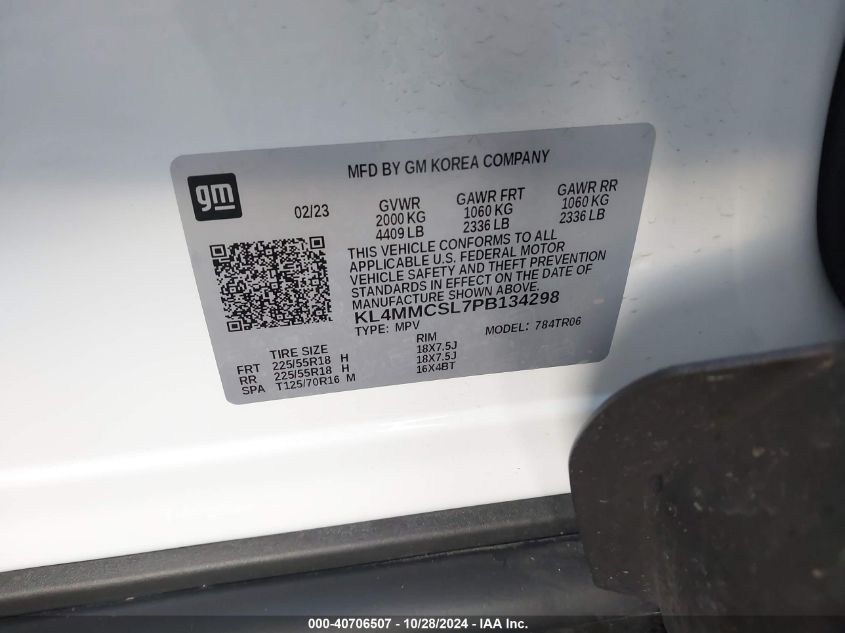 MFD BY GM KOREA COMPANY
gm
02/23
GVWR GAWR FRT GAWR RR
2000 KG 1060 KG 1060 KG
4409 LB 2336 LB 2336 LB
THIS VEHICLE CONFORMS TO ALL
APPLICABLE U.S. FEDERAL MOTOR
VEHICLE SAFETY AND THEFT PREVENTION
STANDARDS IN EFFECT ON THE DATE OF
MANUFACTURE SHOWN ABOVE.
KL4MMCSL7PB134298
TYPE: MPV MODEL: 784TR06
TIRE SIZE RIM
FRT 225/55R18 H 18X7.5J
RR 225/55R18 H 18X7.5J
SPA T125/70R16 M 16X4BT
000-40706507 - 10/28/2024 - IAA Inc.